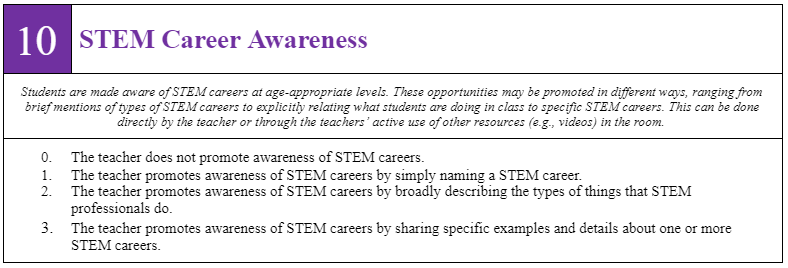 10 STEM Career Awareness
Students are made aware of STEM careers at age-appropriate levels. These opportunities may be promoted in different ways, ranging from
brief mentions of types of STEM careers to explicitly relating what students are doing in class to specific STEM careers. This can be done
directly by the teacher or through the teachers' active use of other resources (e.g., videos) in the room.
0. The teacher does not promote awareness of STEM careers.
1. The teacher promotes awareness of STEM careers by simply naming a STEM career.
2. The teacher promotes awareness of STEM careers by broadly describing the types of things that STEM
professionals do.
3. The teacher promotes awareness of STEM careers by sharing specific examples and details about one or more
STEM careers.